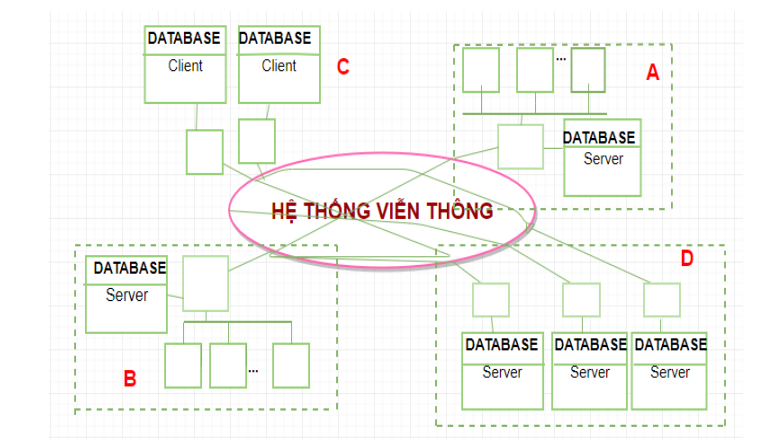 DATABASE
Client
DATABASE
Client
C
...
A
DATABASE
Server
HỆ THỐNG VIỄN THÔNG
DATABASE
Server
B
...
D
DATABASE
Server
DATABASE
Server
DATABASE
Server